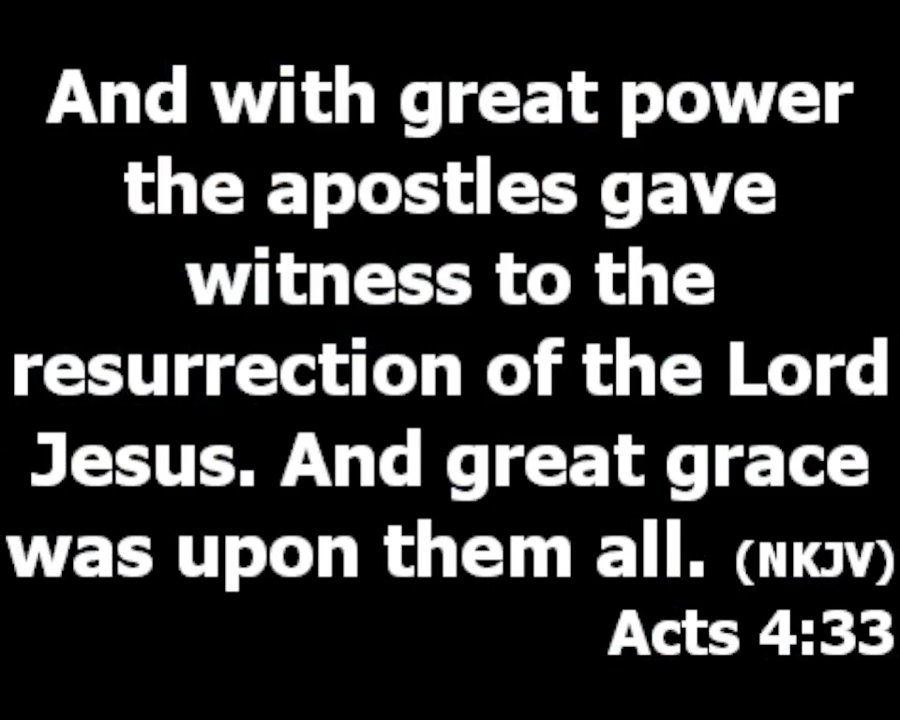 And with great power
the apostles gave
witness to the
resurrection of the Lord
Jesus. And great grace
was upon them all. (NKJV)
Acts 4:33